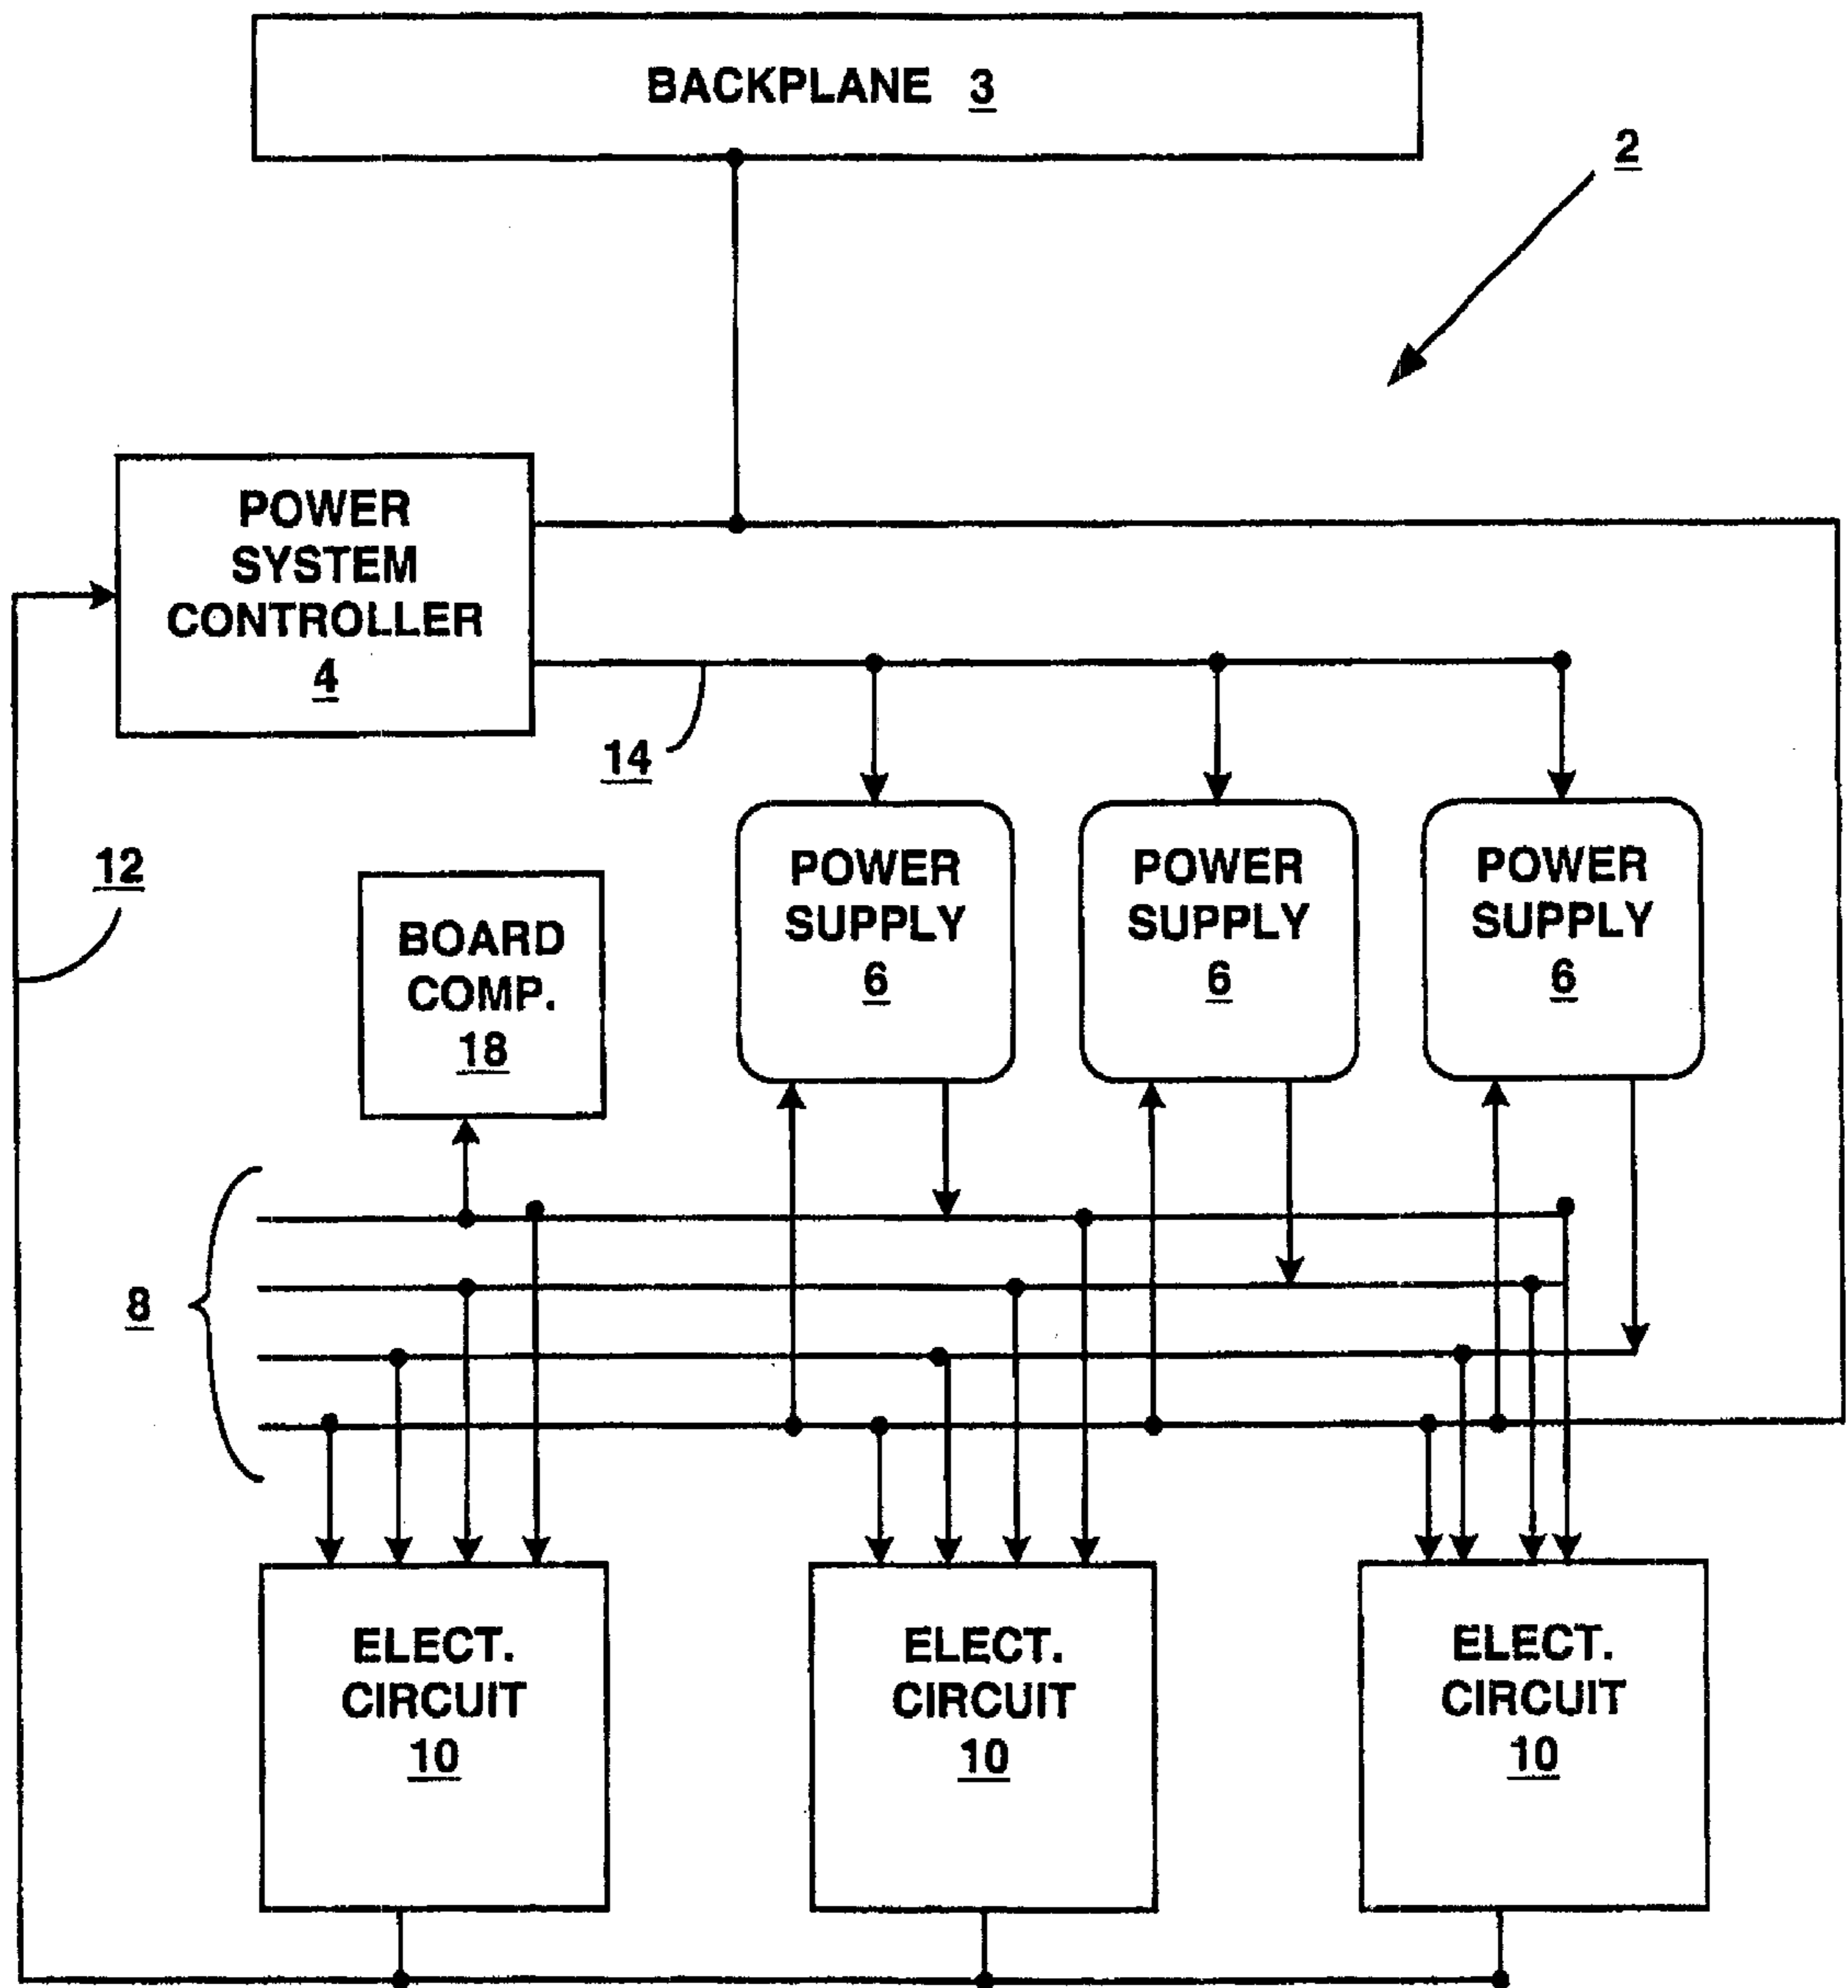 BACKPLANE 3
2
POWER
SYSTEM
CONTROLLER
4
14
12
BOARD
COMP.
18
POWER
SUPPLY
6
POWER
SUPPLY
6
POWER
SUPPLY
6
8
ELECT.
CIRCUIT
10
ELECT.
CIRCUIT
10
ELECT.
CIRCUIT
10